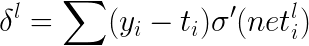 δ^l = ∑(y_i − t_i)σ′(net_i^l)